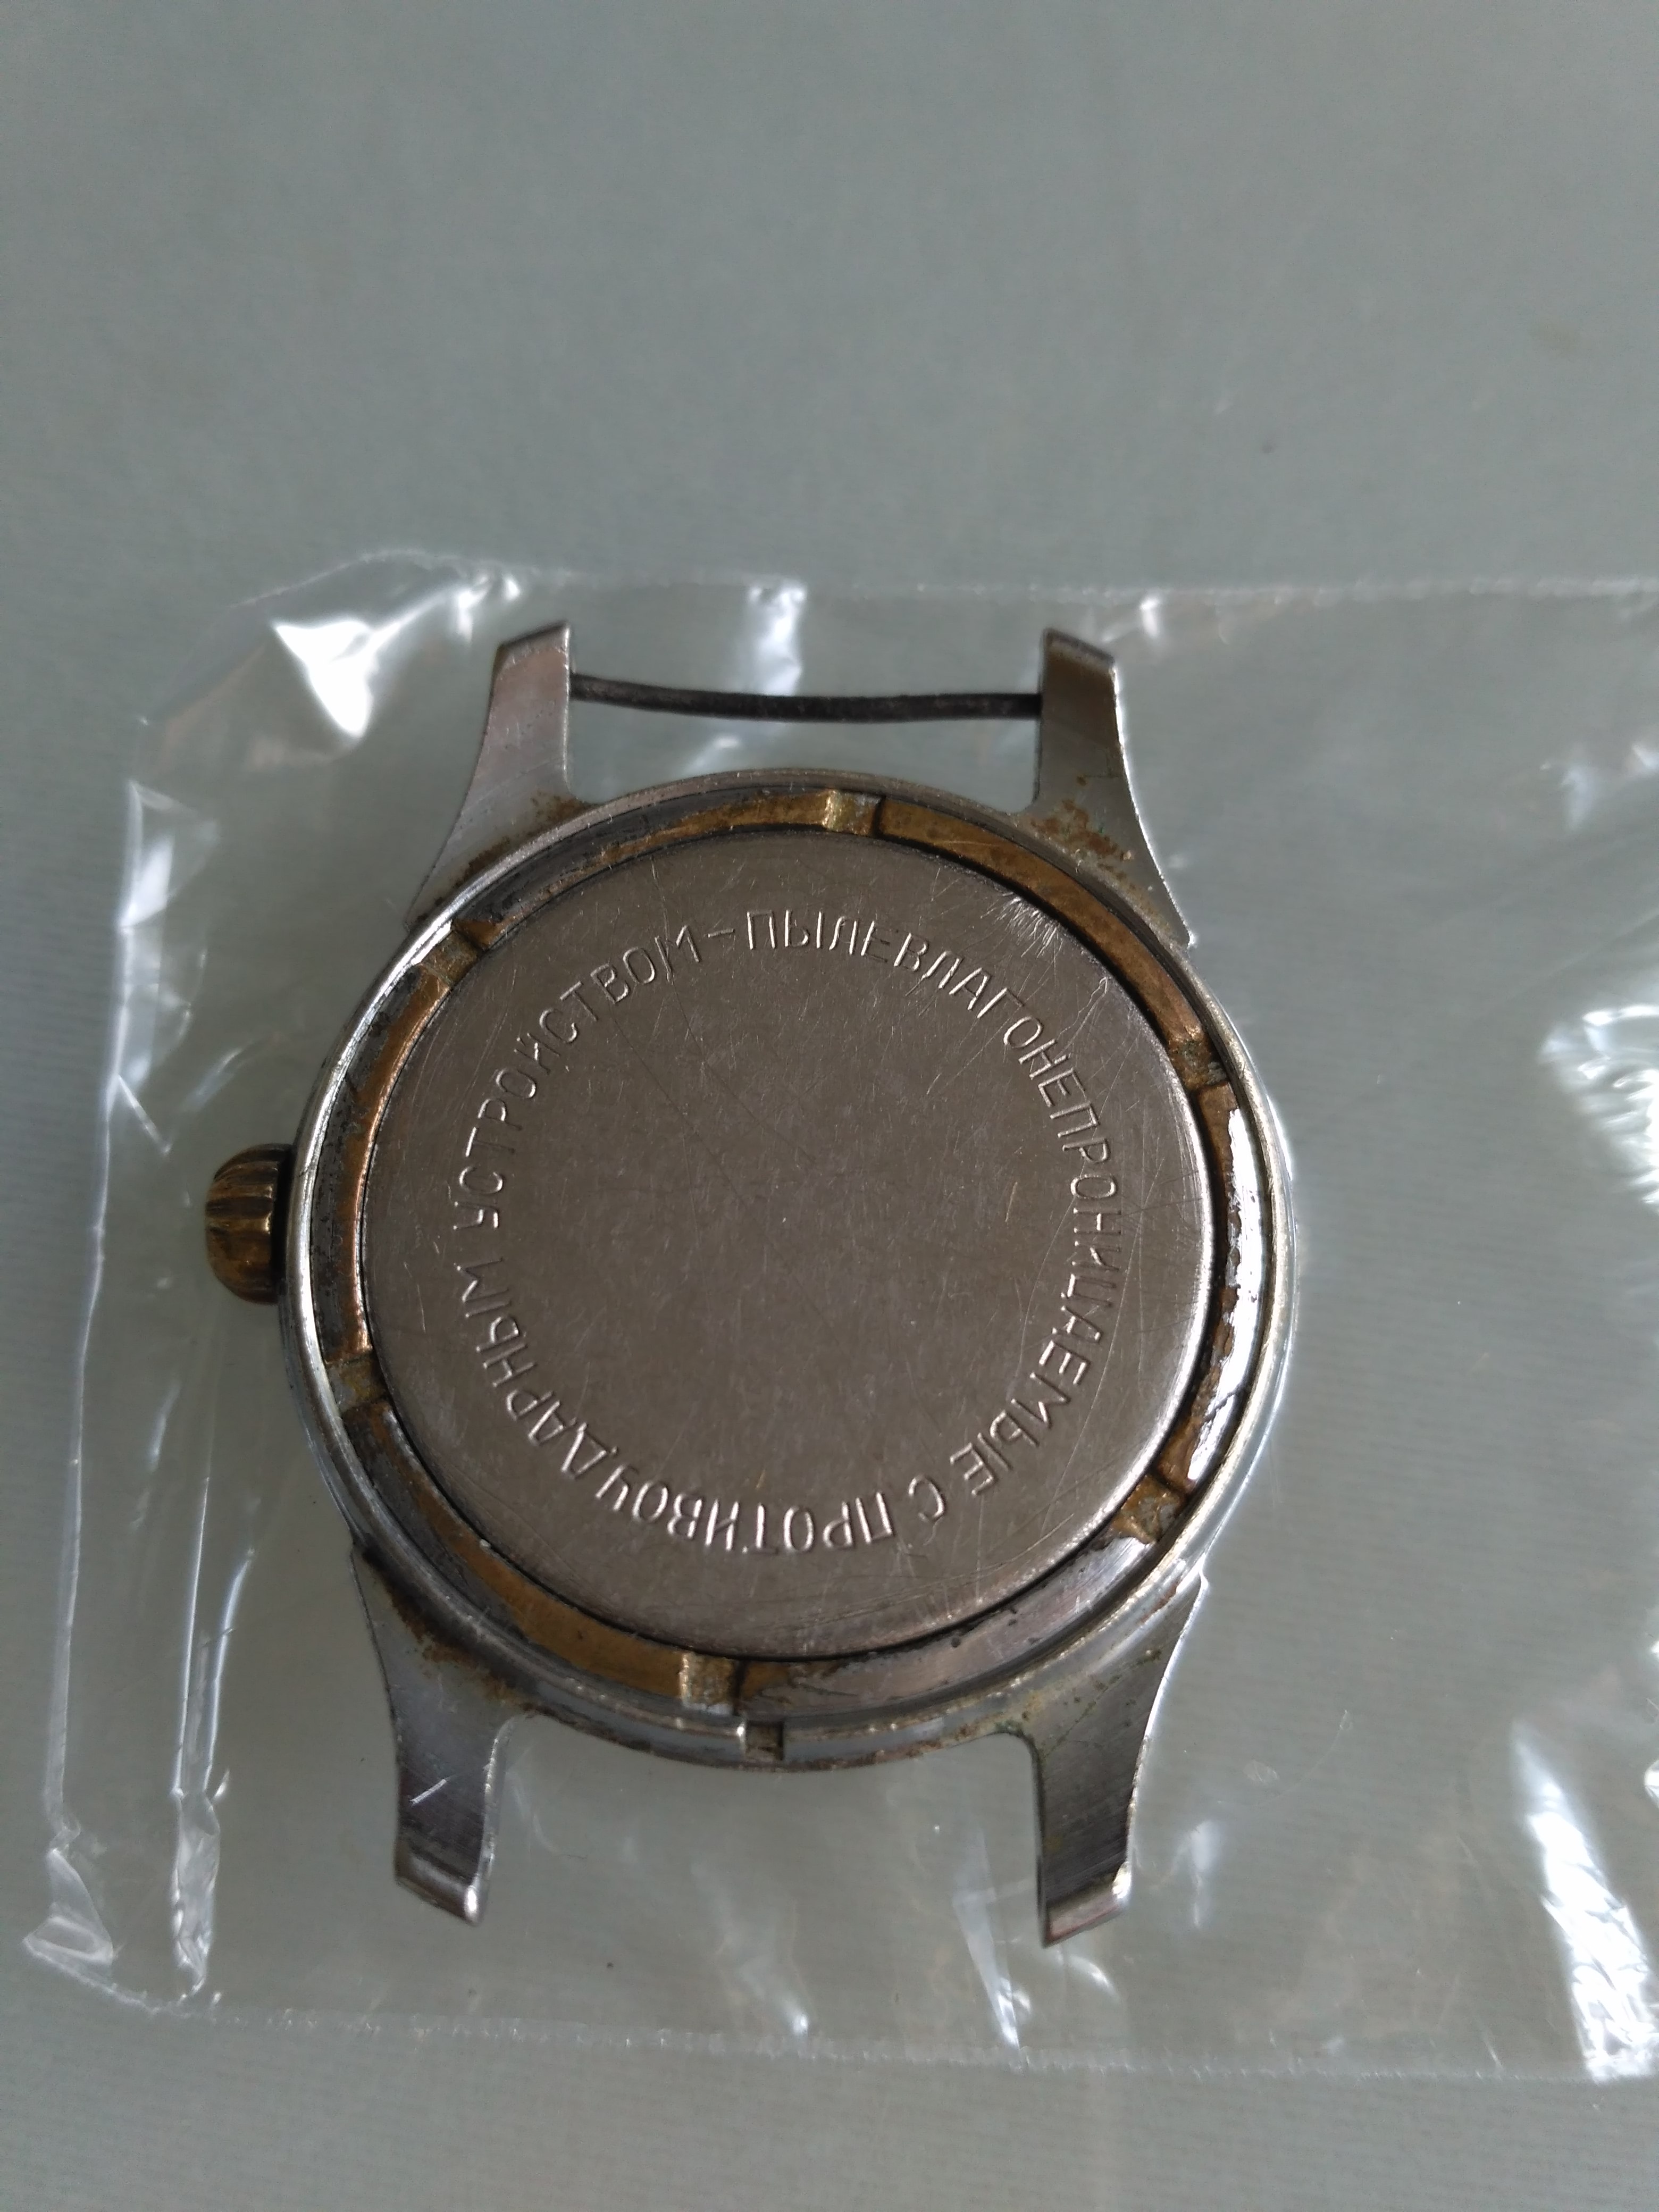 ПЫЛЕВЛАГОНЕПРОНИЦАЕМЫЕ С ПРОТИВОУДАРНЫМ УСТРОЙСТВОМ-